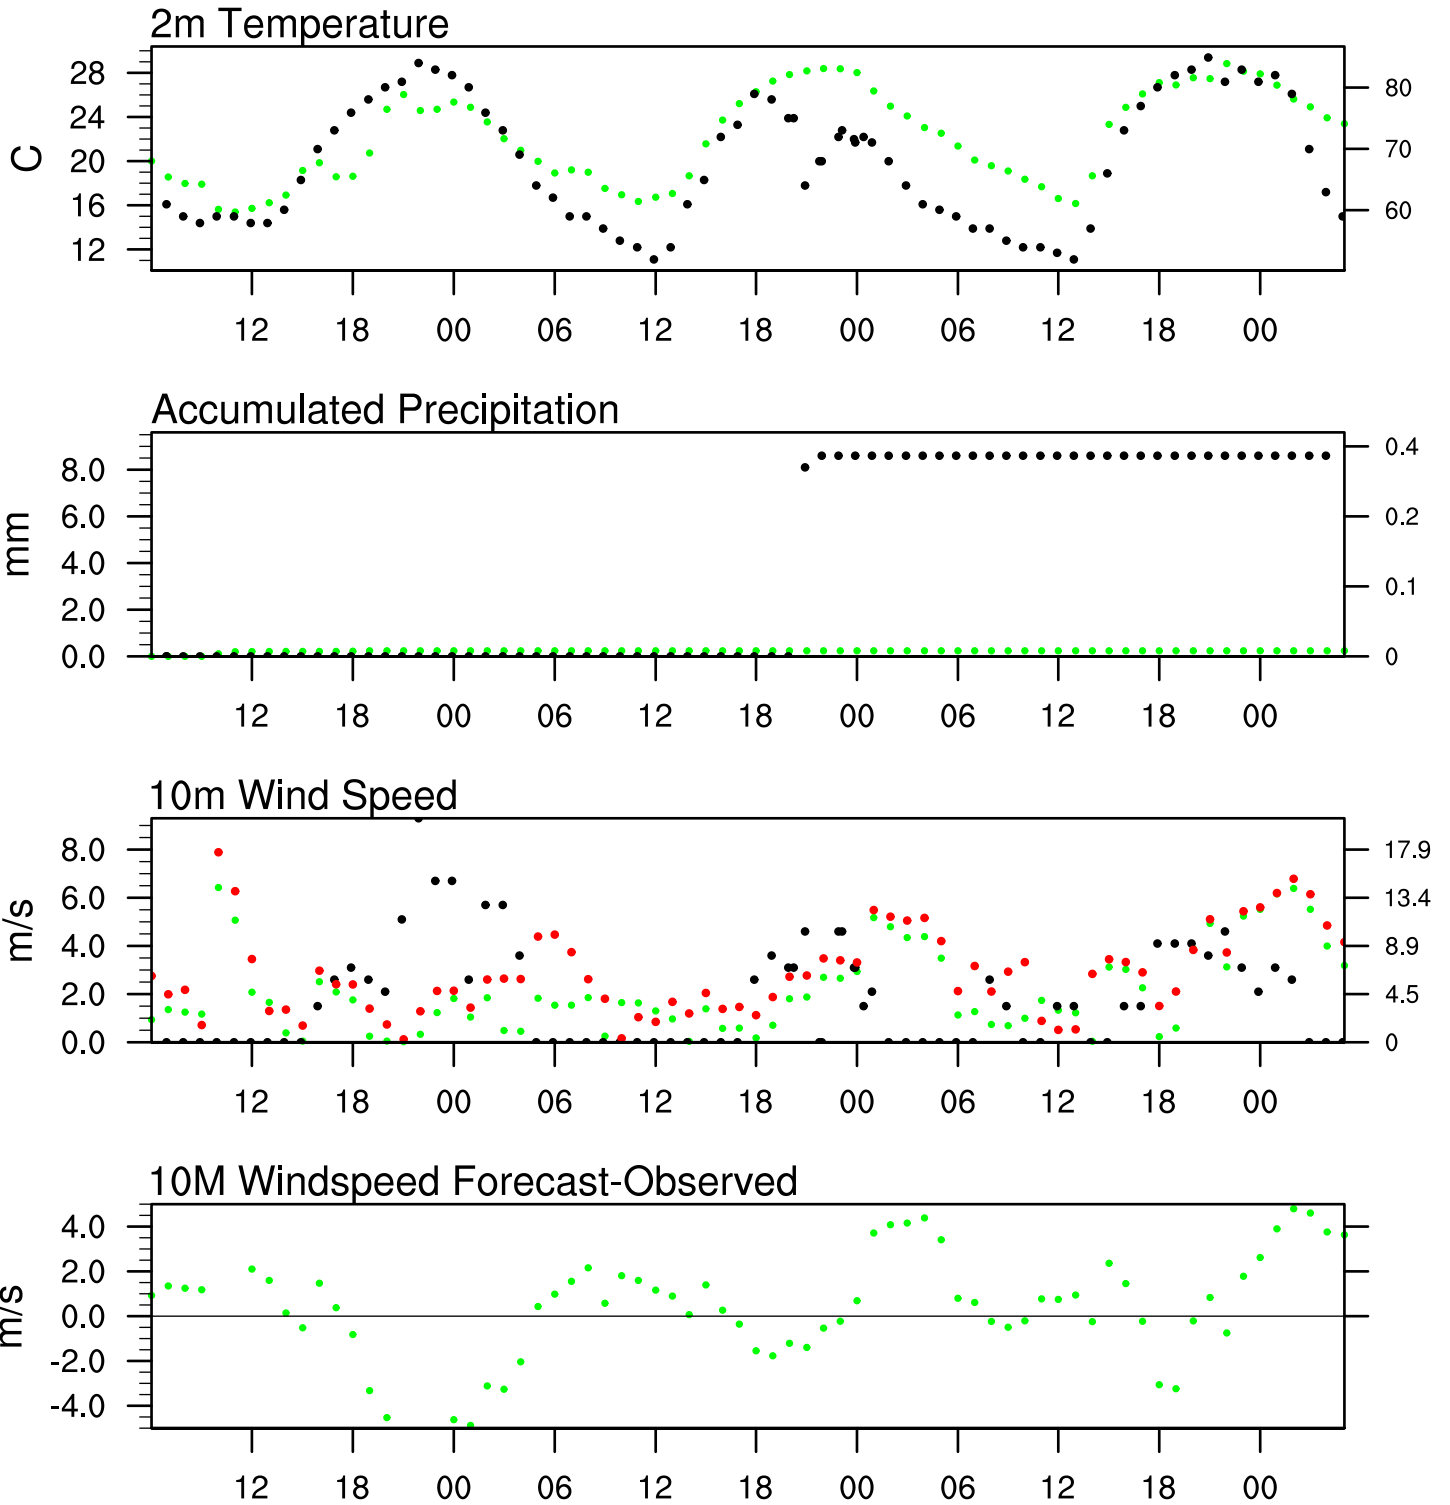 2m Temperature
28
24
20
16
12
C
80
70
60
12 18 00 06 12 18 00 06 12 18 00
Accumulated Precipitation
8.0
6.0
4.0
2.0
0.0
mm
0.4
0.2
0.1
0
12 18 00 06 12 18 00 06 12 18 00
10m Wind Speed
8.0
6.0
4.0
2.0
0.0
m/s
17.9
13.4
8.9
4.5
0
12 18 00 06 12 18 00 06 12 18 00
10M Windspeed Forecast-Observed
4.0
2.0
0.0
-2.0
-4.0
m/s
12 18 00 06 12 18 00 06 12 18 00